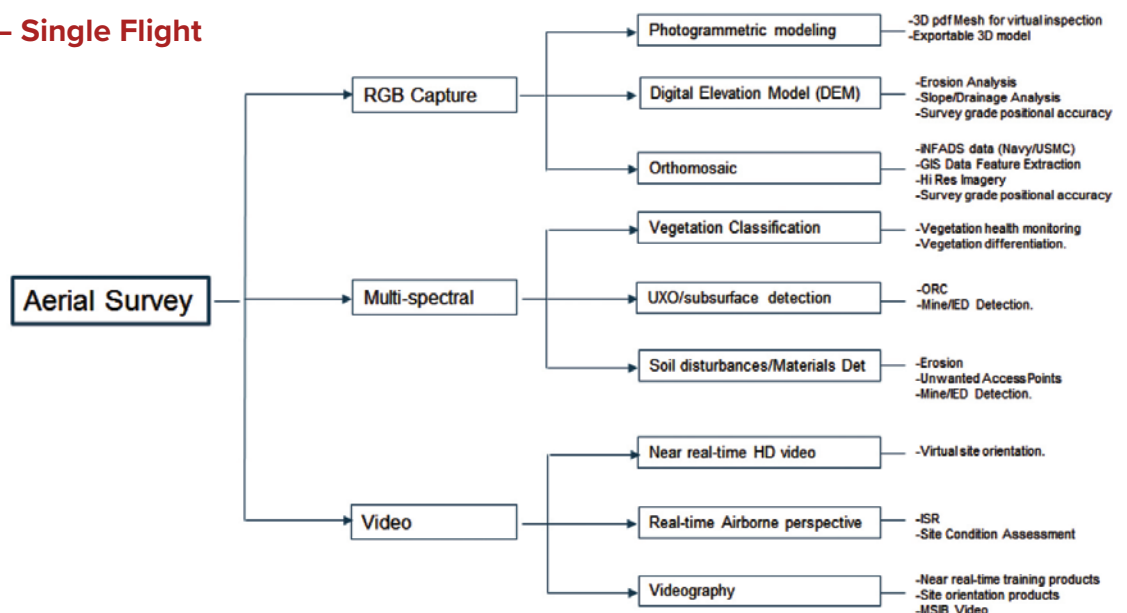 – Single Flight
Aerial Survey
RGB Capture
Photogrammetric modeling
-3D pdf Mesh for virtual inspection
-Exportable 3D model
Digital Elevation Model (DEM)
-Erosion Analysis
-Slope/Drainage Analysis
-Survey grade positional accuracy
Orthomosaic
-iNFADS data (Navy/USMC)
-GIS Data Feature Extraction
-Hi Res Imagery
-Survey grade positional accuracy
Multi-spectral
Vegetation Classification
-Vegetation health monitoring
-Vegetation differentiation.
UXO/subsurface detection
-ORC
-Mine/IED Detection.
Soil disturbances/Materials Det
-Erosion
-Unwanted Access Points
-Mine/IED Detection.
Video
Near real-time HD video
-Virtual site orientation.
Real-time Airborne perspective
-ISR
-Site Condition Assessment
Videography
-Near real-time training products
-Site orientation products
-MSIB Video